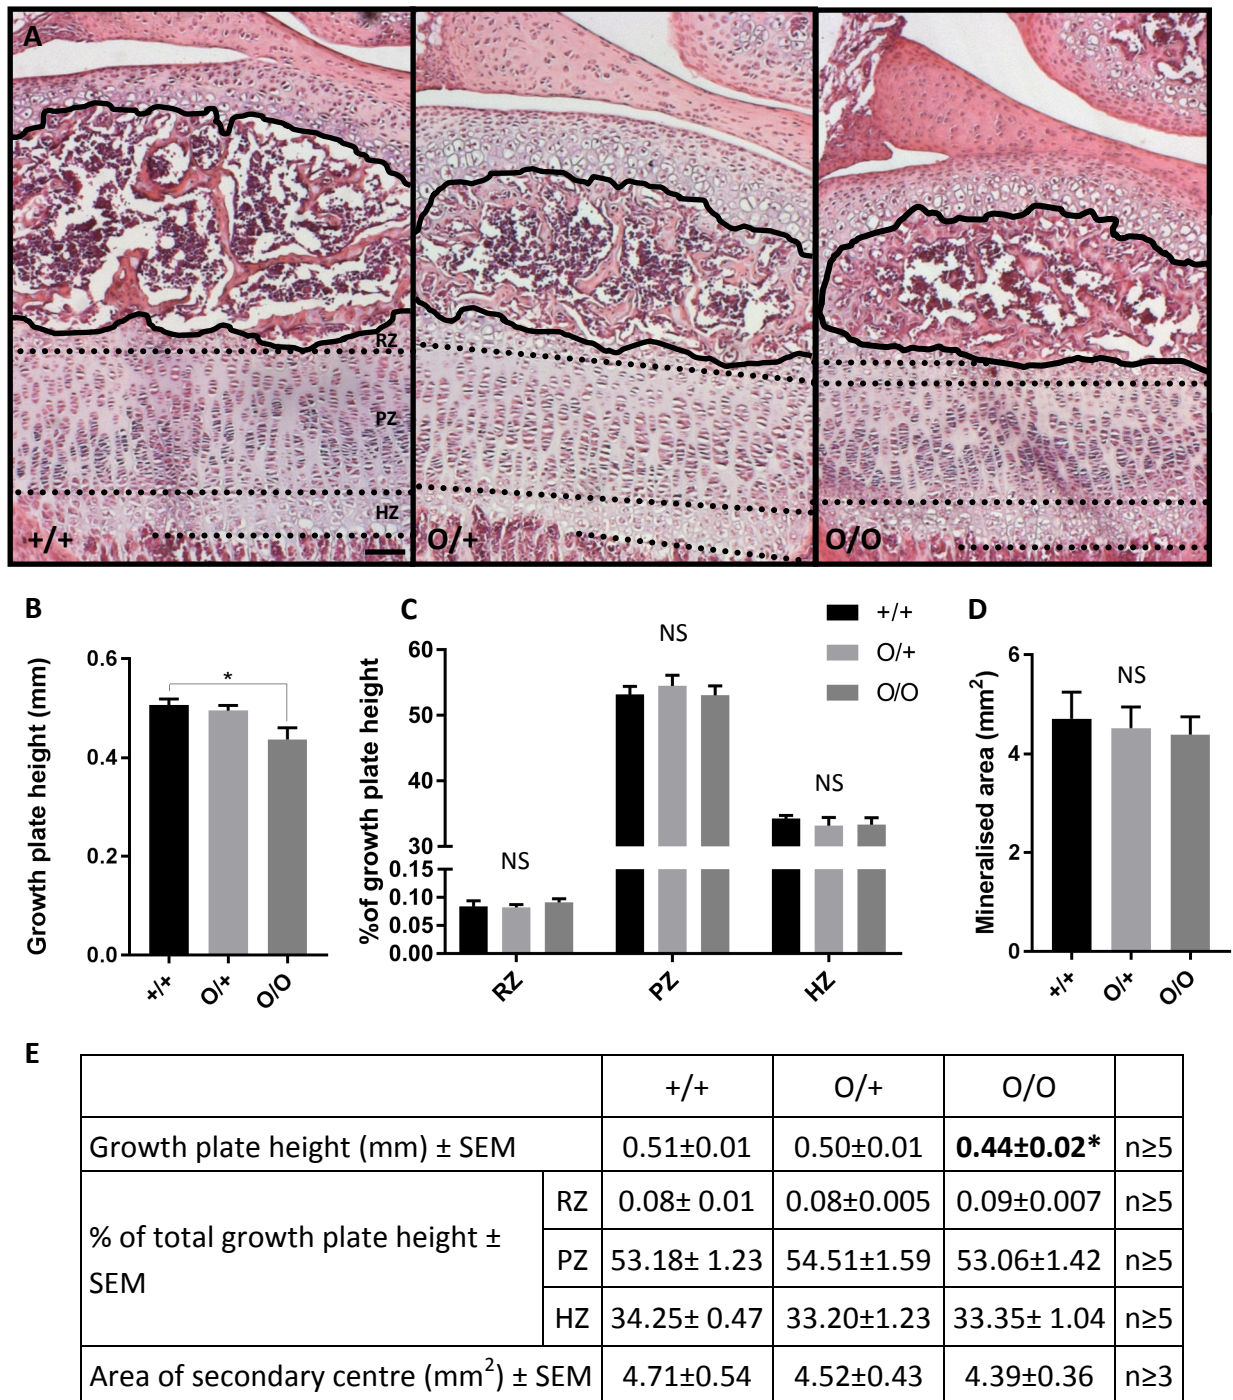 A
RZ
PZ
HZ
+/+
O/+
O/O
B
Growth plate height (mm)
0.6
0.4
0.2
0.0
*
+/+
O/+
O/O
C
%of growth plate height
60
50
40
30
0.15
0.10
0.05
0.00
NS
NS
NS
RZ
PZ
HZ
+/+
O/+
O/O
D
Mineralised area (mm²)
6
4
2
0
NS
+/+
O/+
O/O
E
+/+ O/+ O/O
Growth plate height (mm) ± SEM 0.51±0.01 0.50±0.01 0.44±0.02* n≥5
% of total growth plate height ±
SEM
RZ 0.08± 0.01 0.08±0.005 0.09±0.007 n≥5
PZ 53.18± 1.23 54.51±1.59 53.06±1.42 n≥5
HZ 34.25± 0.47 33.20±1.23 33.35± 1.04 n≥5
Area of secondary centre (mm²) ± SEM 4.71±0.54 4.52±0.43 4.39±0.36 n≥3